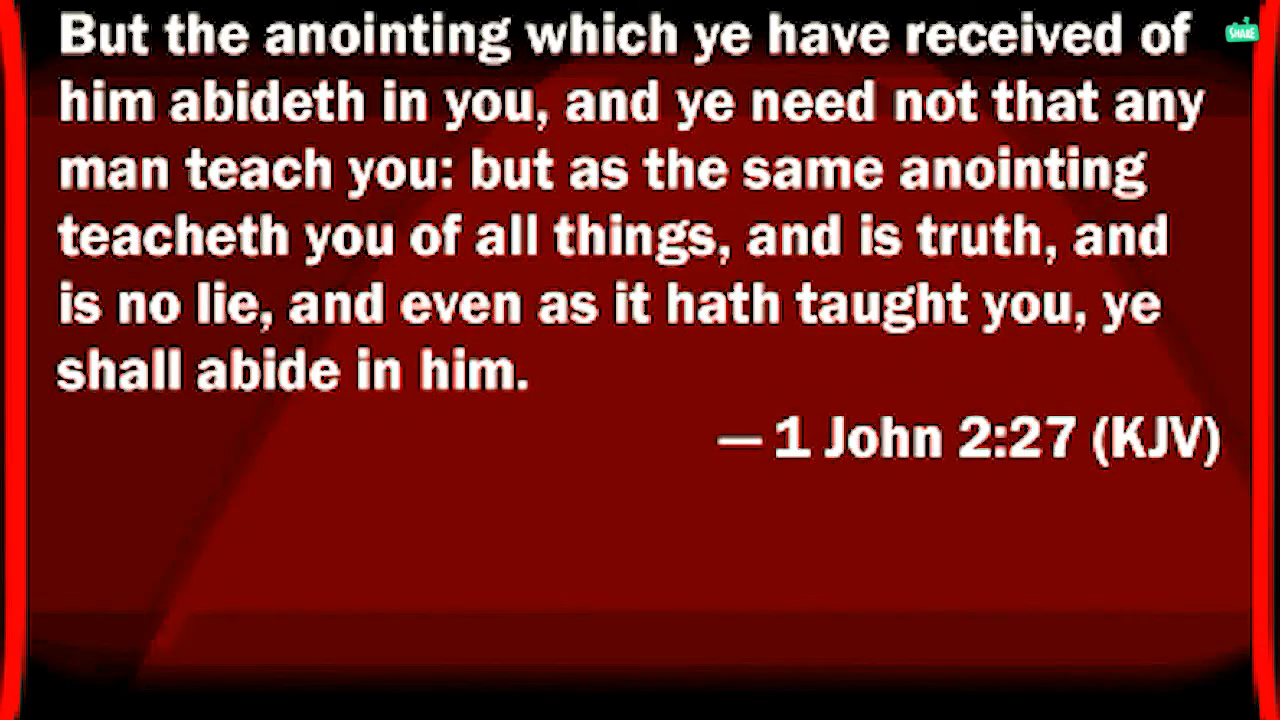 But the anointing which ye have received of
him abideth in you, and ye need not that any
man teach you: but as the same anointing
teacheth you of all things, and is truth, and
is no lie, and even as it hath taught you, ye
shall abide in him.
— 1 John 2:27 (KJV)
SHARE